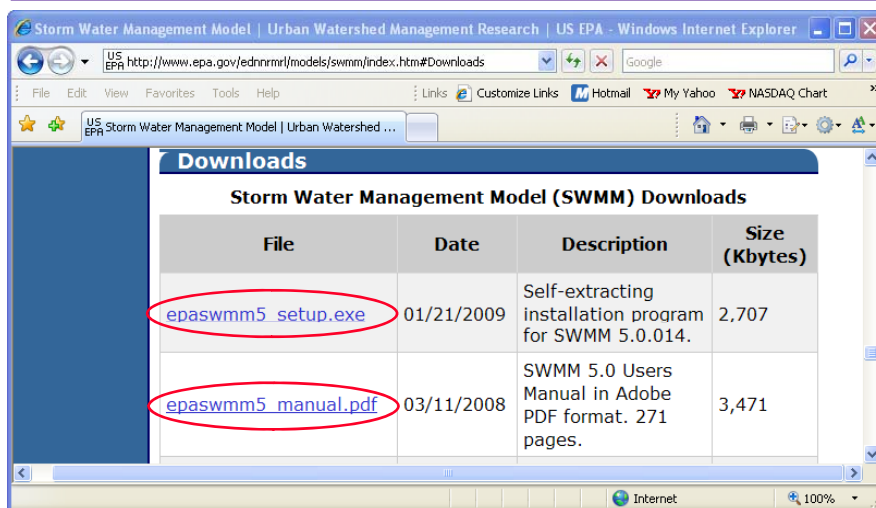 Storm Water Management Model | Urban Watershed Management Research | US EPA - Windows Internet Explorer
US EPA http://www.epa.gov/ednnrmrl/models/swmm/index.htm#Downloads Google
File Edit View Favorites Tools Help Links Customize Links Hotmail My Yahoo NASDAQ Chart »
US EPA Storm Water Management Model | Urban Watershed ...
Downloads
Storm Water Management Model (SWMM) Downloads
File Date Description Size
(Kbytes)
epaswmm5_setup.exe 01/21/2009 Self-extracting
installation program
for SWMM 5.0.014. 2,707
epaswmm5_manual.pdf 03/11/2008 SWMM 5.0 Users
Manual in Adobe
PDF format. 271
pages. 3,471
Internet 100%